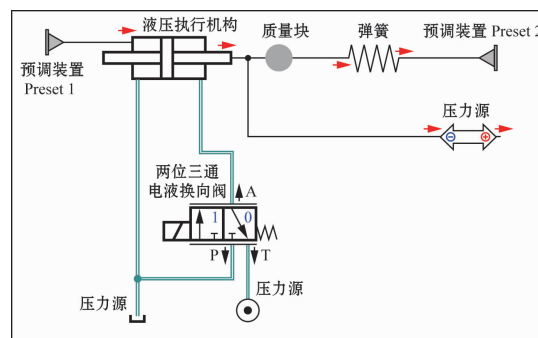 液压执行机构
质量块
弹簧
预调装置
Preset 2
预调装置
Preset 1
压力源
两位三通
电液换向阀
A
1
0
P
T
压力源
压力源